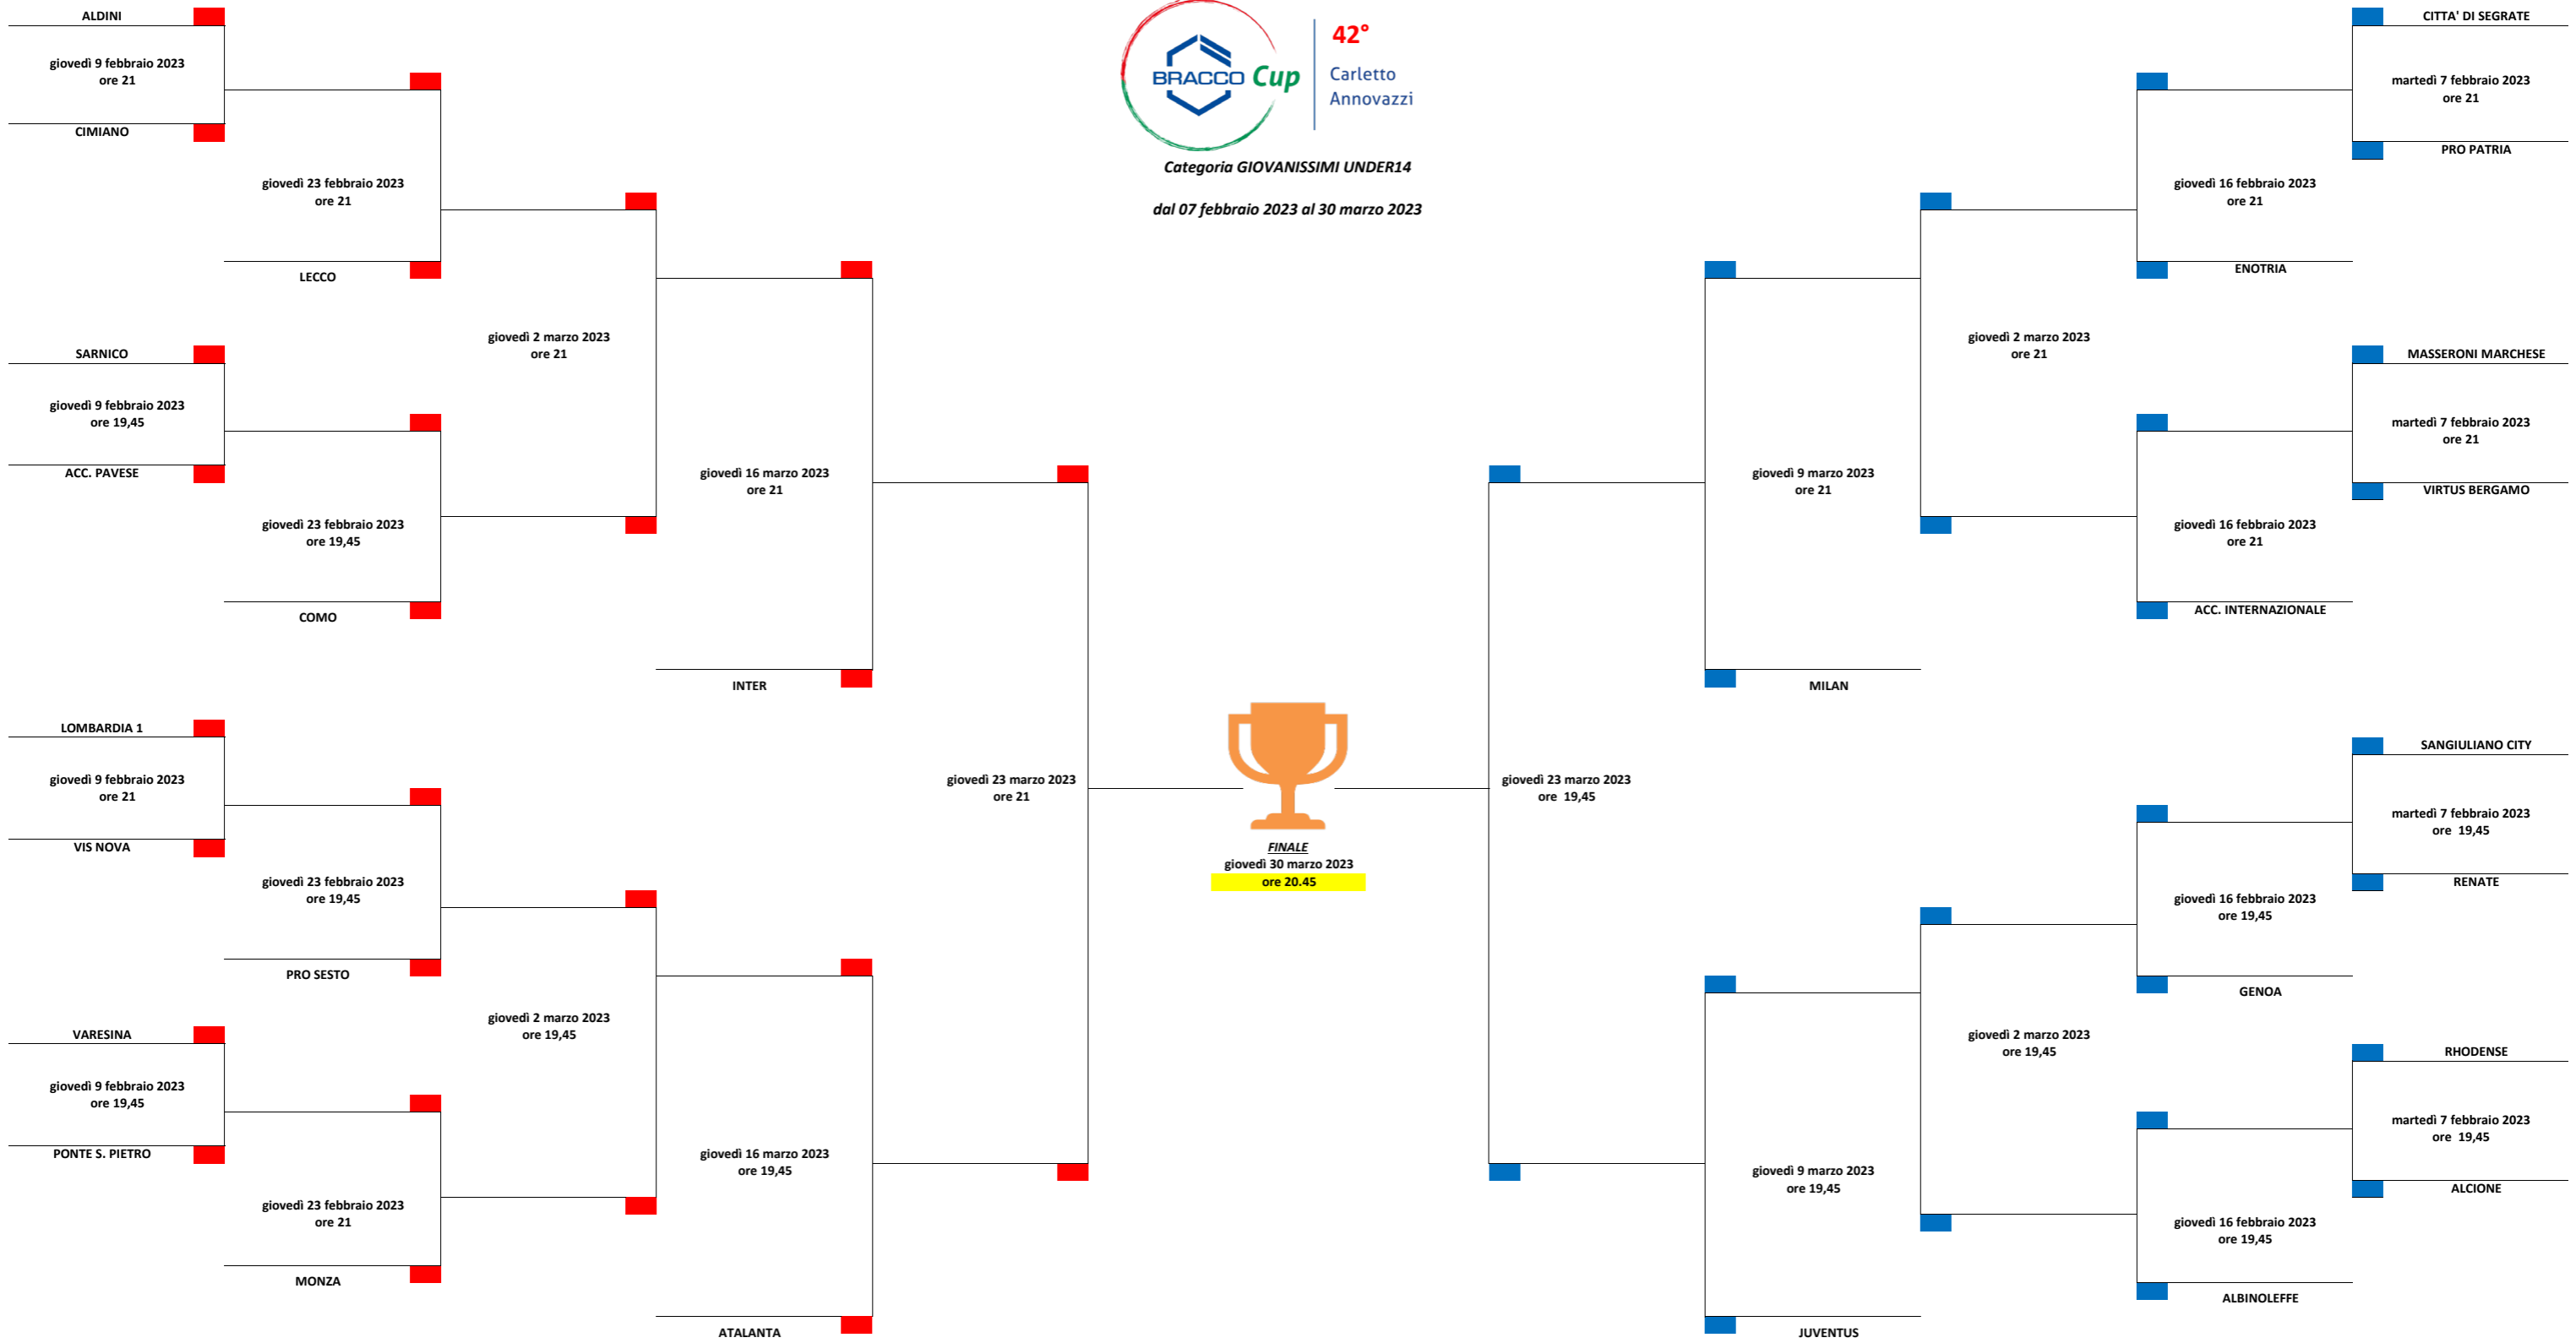 BRACCO Cup
42°
Carletto
Annovazzi
Categoria GIOVANISSIMI UNDER14
dal 07 febbraio 2023 al 30 marzo 2023
ALDINI
giovedì 9 febbraio 2023
ore 21
CIMIANO
giovedì 23 febbraio 2023
ore 21
LECCO
SARNICO
giovedì 9 febbraio 2023
ore 19,45
ACC. PAVESE
giovedì 23 febbraio 2023
ore 19,45
COMO
giovedì 2 marzo 2023
ore 21
giovedì 16 marzo 2023
ore 21
INTER
LOMBARDIA 1
giovedì 9 febbraio 2023
ore 21
VIS NOVA
giovedì 23 febbraio 2023
ore 19,45
PRO SESTO
VARESINA
giovedì 9 febbraio 2023
ore 19,45
PONTE S. PIETRO
giovedì 23 febbraio 2023
ore 21
MONZA
giovedì 2 marzo 2023
ore 19,45
giovedì 16 marzo 2023
ore 19,45
ATALANTA
giovedì 23 marzo 2023
ore 21
FINALE
giovedì 30 marzo 2023
ore 20.45
giovedì 23 marzo 2023
ore 19,45
CITTA' DI SEGRATE
martedì 7 febbraio 2023
ore 21
PRO PATRIA
giovedì 16 febbraio 2023
ore 21
ENOTRIA
MASSERONI MARCHESE
martedì 7 febbraio 2023
ore 21
VIRTUS BERGAMO
giovedì 16 febbraio 2023
ore 21
ACC. INTERNAZIONALE
giovedì 2 marzo 2023
ore 21
giovedì 9 marzo 2023
ore 21
MILAN
SANGIULIANO CITY
martedì 7 febbraio 2023
ore 19,45
RENATE
giovedì 16 febbraio 2023
ore 19,45
GENOA
RHODENSE
martedì 7 febbraio 2023
ore 19,45
ALCIONE
giovedì 16 febbraio 2023
ore 19,45
ALBINOLEFFE
giovedì 2 marzo 2023
ore 19,45
giovedì 9 marzo 2023
ore 19,45
JUVENTUS